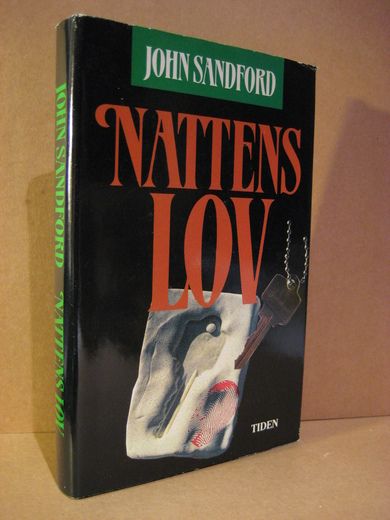 JOHN SANDFORD
NATTENS
LOV
TIDEN
JOHN SANDFORD NATTENS LOV